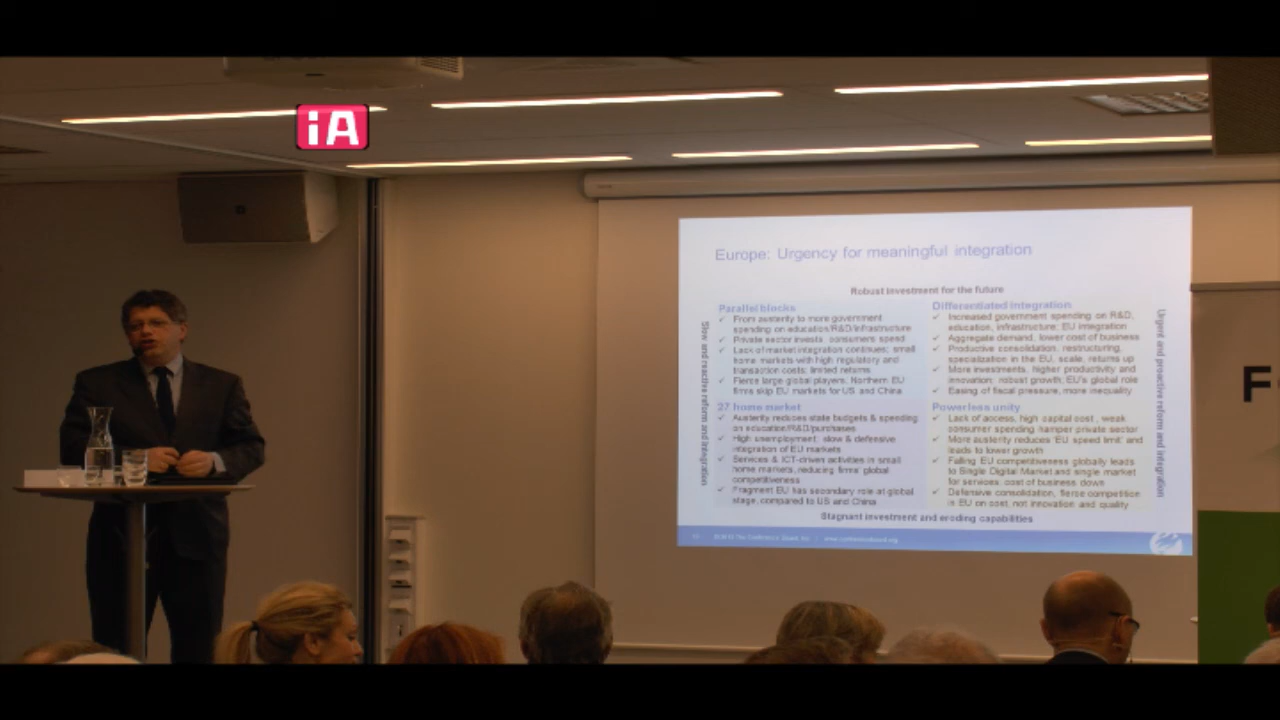 iA
Europe: Urgency for meaningful integration
Robust investment for the future
Parallel blocks
✓ From austerity to more government
spending on education/R&D/infrastructure
✓ Private sector invests, consumers spend
✓ Lack of market integration continues: small
home markets with high regulatory and
transaction costs: limited returns
✓ Fierce large global players, Northern EU
firms skip EU markets for US and China
Differentiated integration
✓ Increased government spending on R&D,
education, infrastructure; EU integration
✓ Aggregate demand, lower cost of business
✓ Productive consolidation, restructuring,
specialization in the EU, scale, returns up
✓ More investments, higher productivity and
innovation: robust growth, EU's global role
✓ Easing of fiscal pressure, more inequality
Slow and reactive reform and integration
Urgent and proactive reform and integration
27 home market
✓ Austerity reduces state budgets & spending
on education/R&D/purchases
✓ High unemployment: slow & defensive
integration of EU markets
✓ Services & ICT-driven activities in small
home markets, reducing firms' global
competitiveness
✓ Fragment EU has secondary role at global
stage, compared to US and China
Powerless unity
✓ Lack of access, high capital cost, weak
consumer spending hamper private sector
✓ More austerity reduces 'EU speed limit' and
leads to lower growth
✓ Falling EU competitiveness globally leads
to Single Digital Market and single market
for services: cost of business down
✓ Defensive consolidation, fierce competition
in EU on cost, not innovation and quality
Stagnant investment and eroding capabilities
The Conference Board, Inc. | www.conferenceboard.org
F